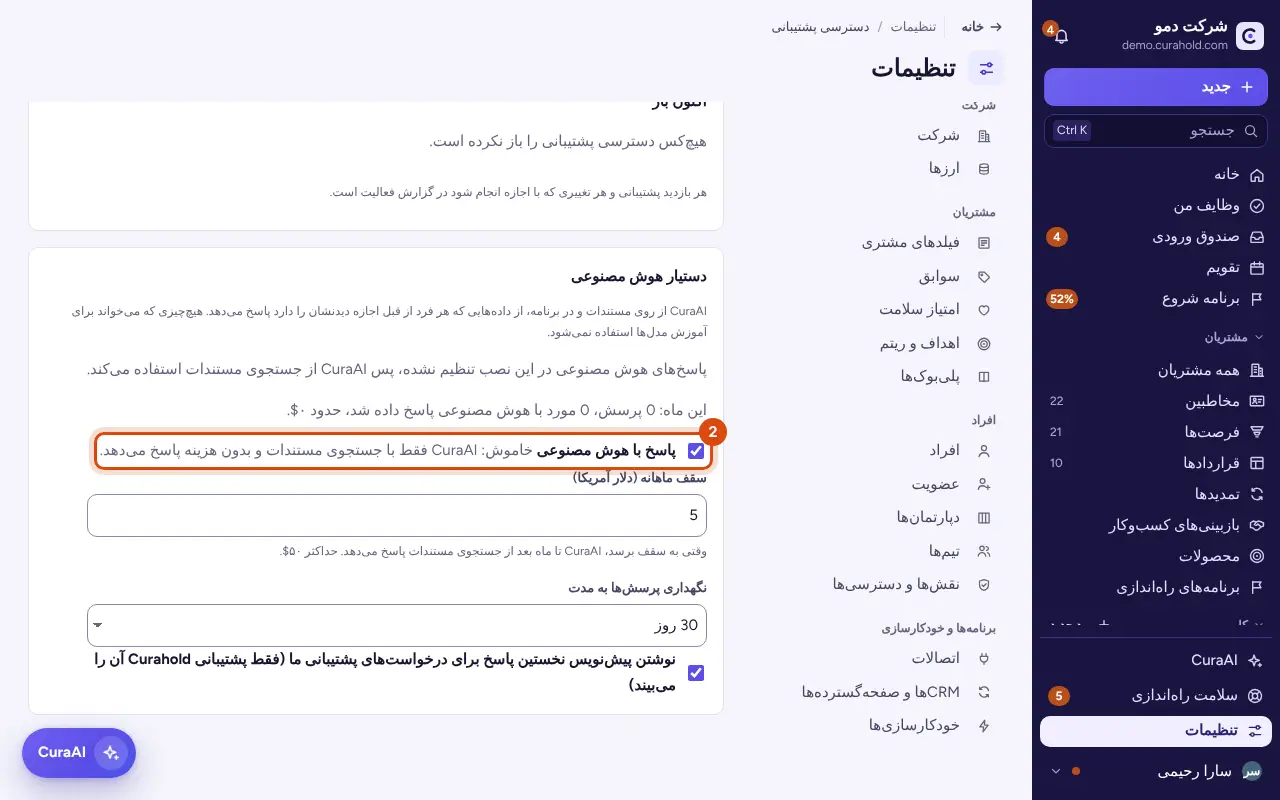 شرکت دمو
demo.curahold.com
4
جدید
جستجو
Ctrl K
خانه
وظایف من
صندوق ورودی
4
تقویم
برنامه شروع
52%
مشتریان
همه مشتریان
مخاطبین
22
فرصت‌ها
21
قراردادها
10
تمدیدها
بازبینی‌های کسب‌وکار
محصولات
برنامه‌های راه‌اندازی
CuraAI
سلامت راه‌اندازی
5
تنظیمات
سر
سارا رحیمی
خانه
تنظیمات / دسترسی پشتیبانی
تنظیمات
شرکت
شرکت
ارزها
مشتریان
فیلدهای مشتری
سوابق
امتیاز سلامت
اهداف و ریتم
پلی‌بوک‌ها
افراد
افراد
عضویت
دپارتمان‌ها
تیم‌ها
نقش‌ها و دسترسی‌ها
برنامه‌ها و خودکارسازی
اتصالات
CRMها و صفحه‌گسترده‌ها
خودکارسازی‌ها
اکنون باز
هیچ‌کس دسترسی پشتیبانی را باز نکرده است.
هر بازدید پشتیبانی و هر تغییری که با اجازه انجام شود در گزارش فعالیت است.
دستیار هوش مصنوعی
CuraAI از روی مستندات و در برنامه، از داده‌هایی که هر فرد از قبل اجازه دیدنشان را دارد پاسخ می‌دهد. هیچ‌چیزی که می‌خواند برای
آموزش مدل‌ها استفاده نمی‌شود.
پاسخ‌های هوش مصنوعی در این نصب تنظیم نشده، پس CuraAI از جستجوی مستندات استفاده می‌کند.
این ماه: 0 پرسش، 0 مورد با هوش مصنوعی پاسخ داده شد، حدود ۰$.
2
پاسخ با هوش مصنوعی خاموش: CuraAI فقط با جستجوی مستندات و بدون هزینه پاسخ می‌دهد.
سقف ماهانه (دلار آمریکا)
5
وقتی به سقف برسد، CuraAI تا ماه بعد از جستجوی مستندات پاسخ می‌دهد. حداکثر ۵۰$.
نگهداری پرسش‌ها به مدت
30 روز
نوشتن پیش‌نویس نخستین پاسخ برای درخواست‌های پشتیبانی ما (فقط پشتیبانی Curahold آن را
می‌بیند)
CuraAI